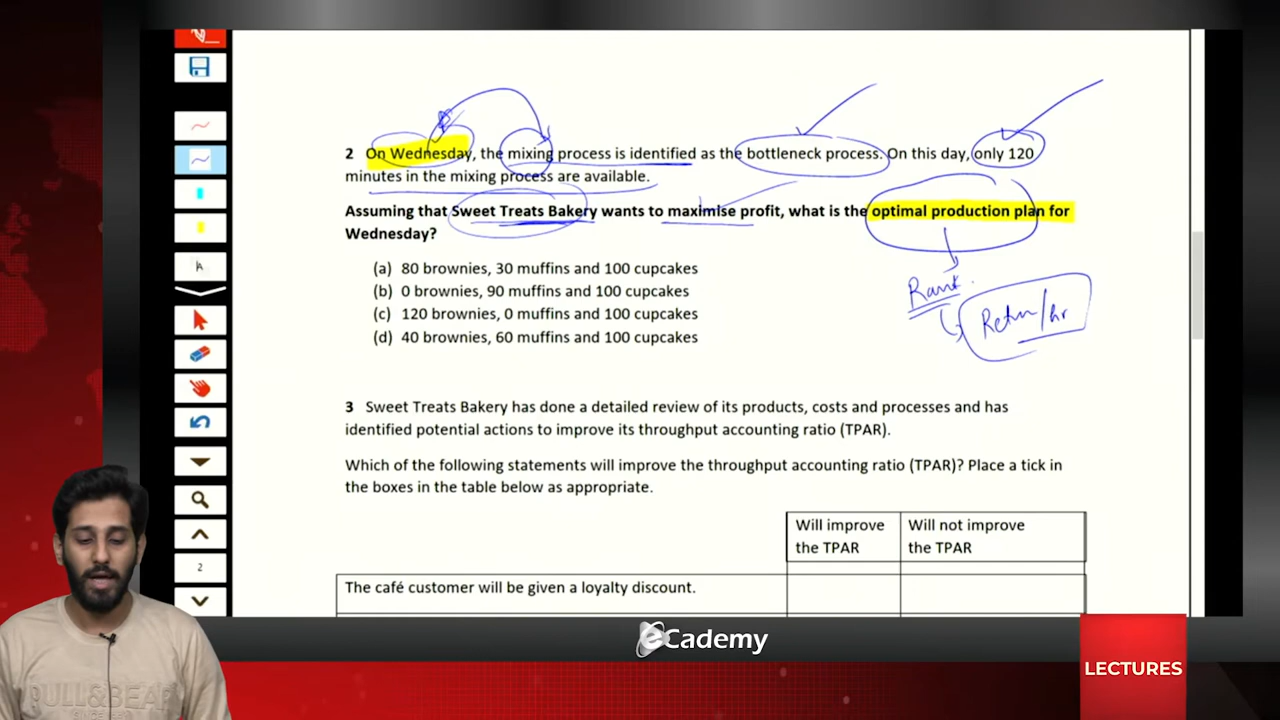 2 On Wednesday, the mixing process is identified as the bottleneck process. On this day, only 120
minutes in the mixing process are available.
Assuming that Sweet Treats Bakery wants to maximise profit, what is the optimal production plan for
Wednesday?
(a) 80 brownies, 30 muffins and 100 cupcakes
(b) 0 brownies, 90 muffins and 100 cupcakes
(c) 120 brownies, 0 muffins and 100 cupcakes
(d) 40 brownies, 60 muffins and 100 cupcakes
Rank
Return/hr
3 Sweet Treats Bakery has done a detailed review of its products, costs and processes and has
identified potential actions to improve its throughput accounting ratio (TPAR).
Which of the following statements will improve the throughput accounting ratio (TPAR)? Place a tick in
the boxes in the table below as appropriate.
Will improve
the TPAR
Will not improve
the TPAR
The café customer will be given a loyalty discount.
2
eCademy
LECTURES
PULL&BEAR